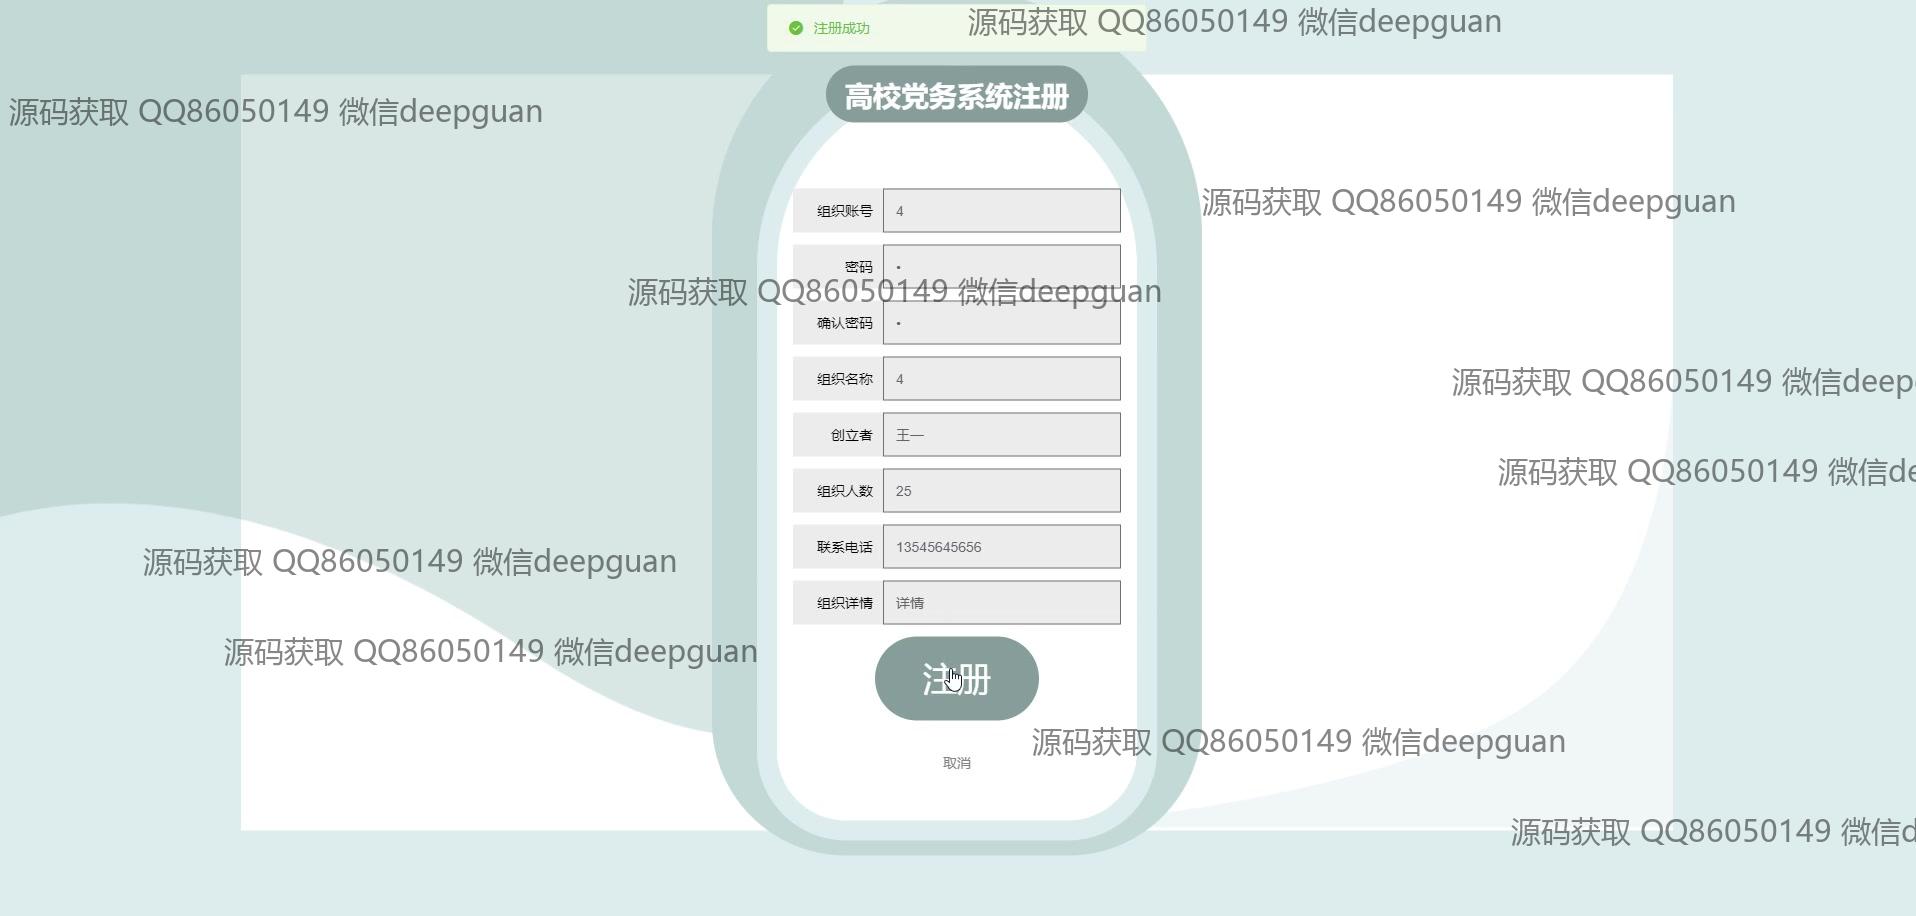 注册成功
源码获取 QQ86050149 微信deepguan
高校党务系统注册
源码获取 QQ86050149 微信deepguan
组织账号 4
源码获取 QQ86050149 微信deepguan
密码 •
源码获取 QQ86050149 微信deepguan
确认密码 •
组织名称 4
源码获取 QQ86050149 微信deep
创立者 王一
源码获取 QQ86050149 微信de
组织人数 25
联系电话 13545645656
源码获取 QQ86050149 微信deepguan
组织详情 详情
源码获取 QQ86050149 微信deepguan
注册
源码获取 QQ86050149 微信deepguan
取消
源码获取 QQ86050149 微信d